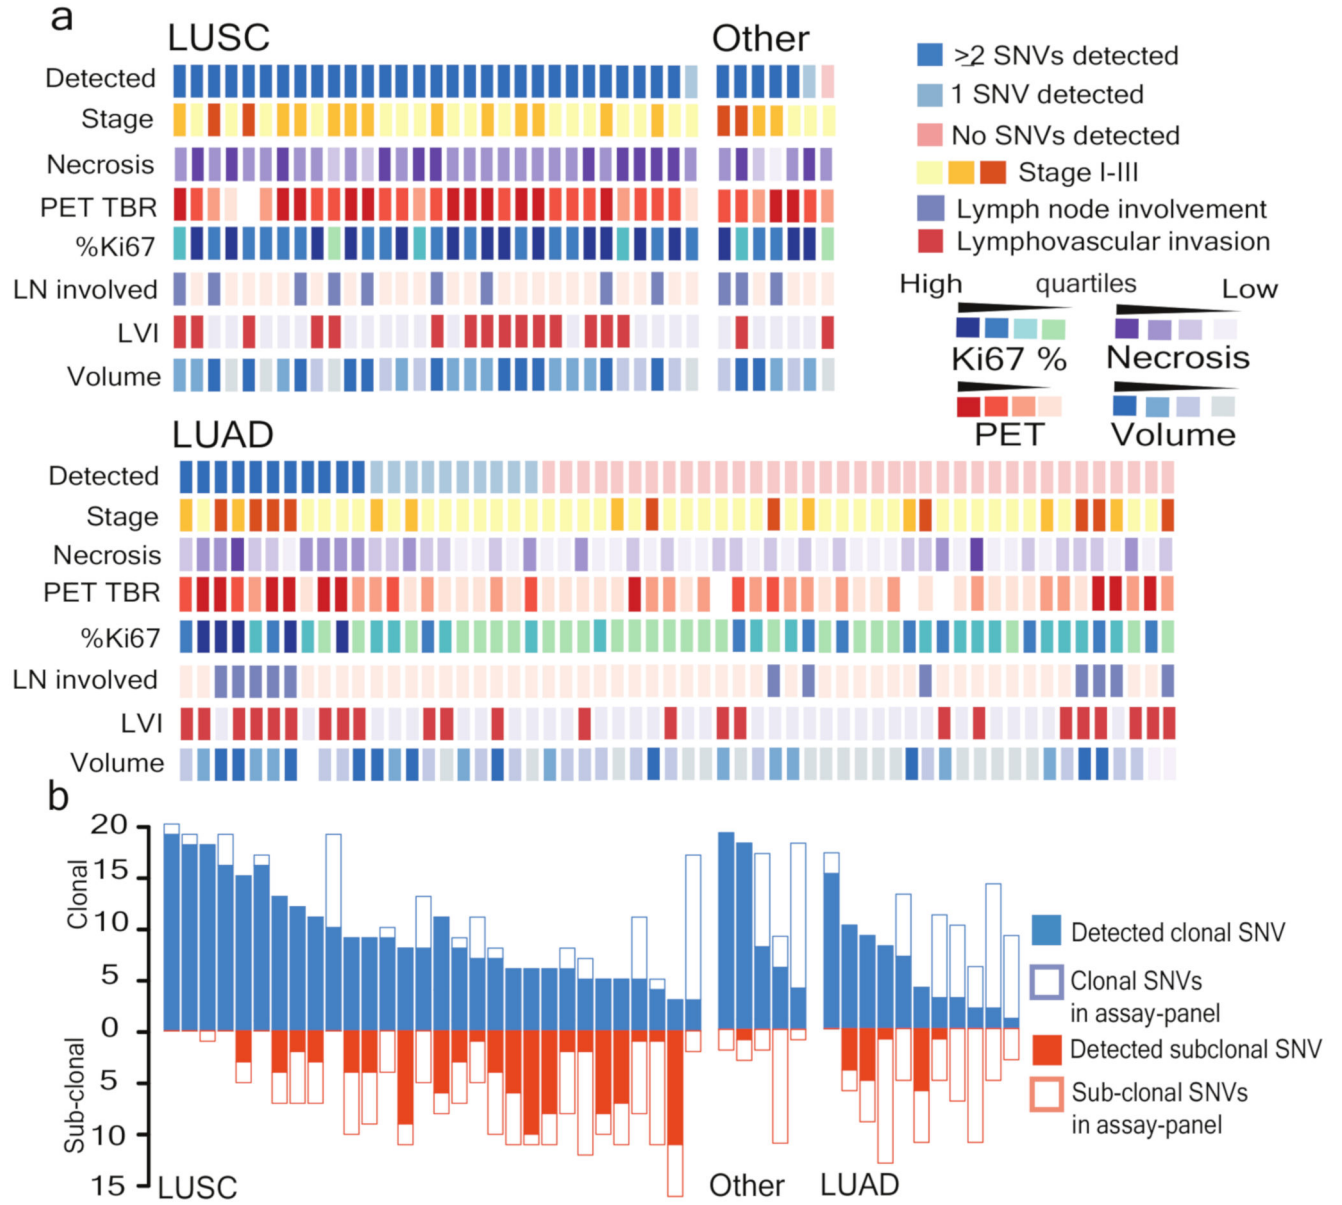 a
LUSC
Other
Detected
Stage
Necrosis
PET TBR
%Ki67
LN involved
LVI
Volume
≥2 SNVs detected
1 SNV detected
No SNVs detected
Stage I-III
Lymph node involvement
Lymphovascular invasion
High quartiles Low
Ki67 % Necrosis
PET Volume
LUAD
Detected
Stage
Necrosis
PET TBR
%Ki67
LN involved
LVI
Volume
b
Clonal
Sub-clonal
20
15
10
5
0
5
10
15
LUSC
Other
LUAD
Detected clonal SNV
Clonal SNVs
in assay-panel
Detected subclonal SNV
Sub-clonal SNVs
in assay-panel